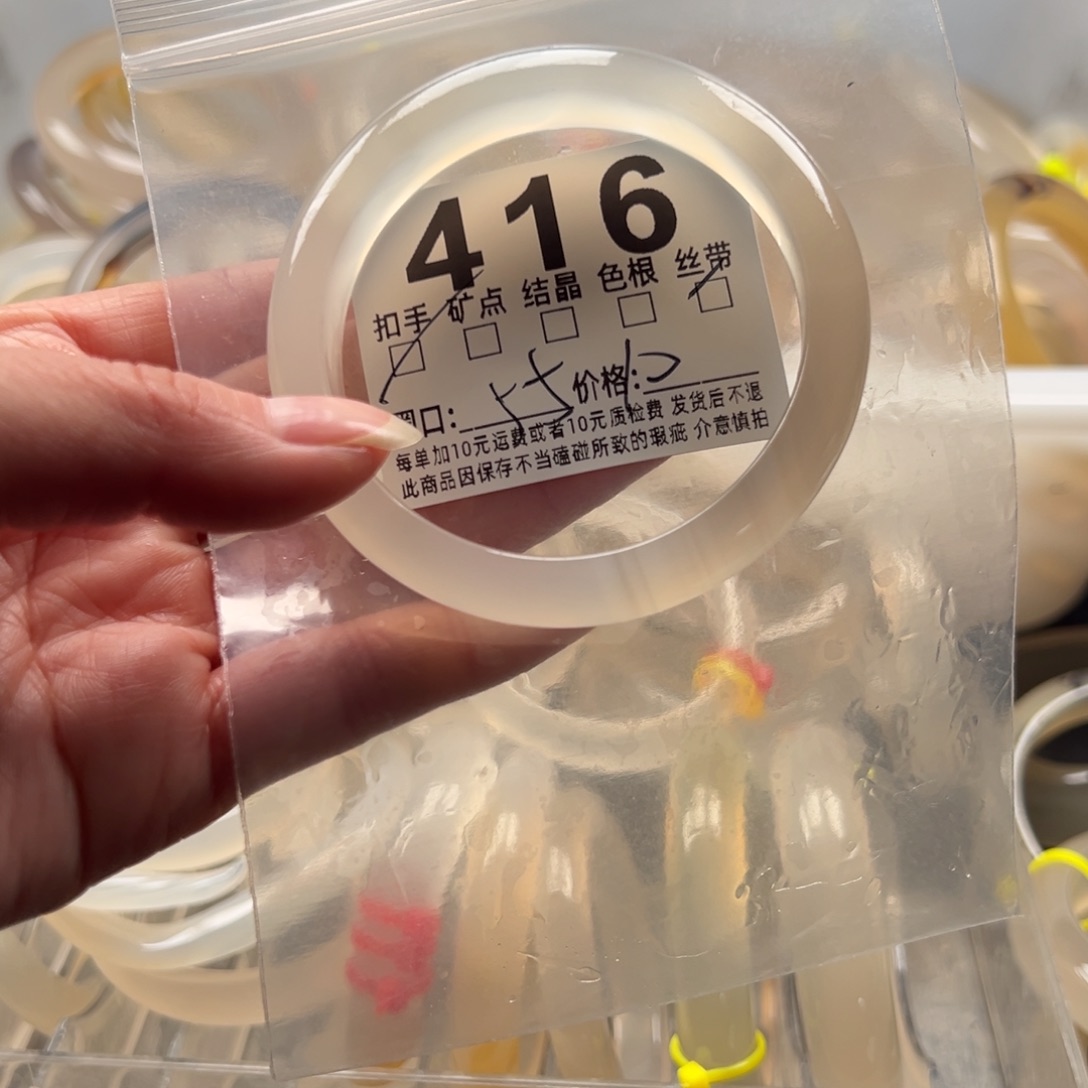 416
扣手 矿点 结晶 色根 丝带
圈口: 价格:
每单加10元运费或者10元质检费 发货后不退
此商品因保存不当磕碰所致的瑕疵 介意慎拍